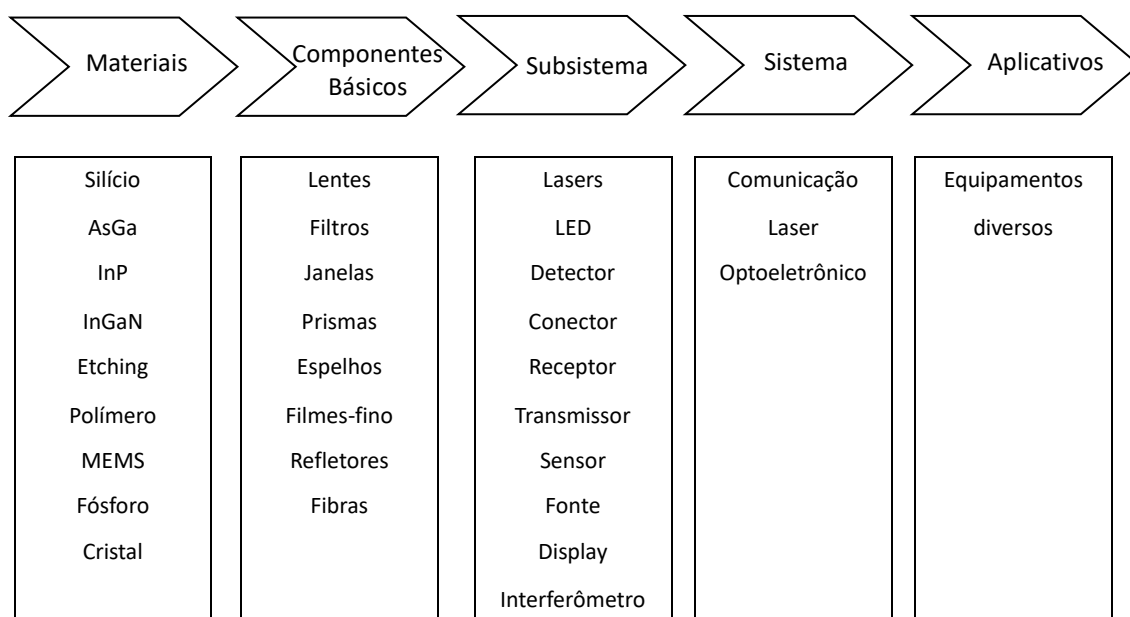 Materiais
Componentes
Básicos
Subsistema
Sistema
Aplicativos
Silício
AsGa
InP
InGaN
Etching
Polímero
MEMS
Fósforo
Cristal
Lentes
Filtros
Janelas
Prismas
Espelhos
Filmes-fino
Refletores
Fibras
Lasers
LED
Detector
Conector
Receptor
Transmissor
Sensor
Fonte
Display
Interferômetro
Comunicação
Laser
Optoeletrônico
Equipamentos
diversos